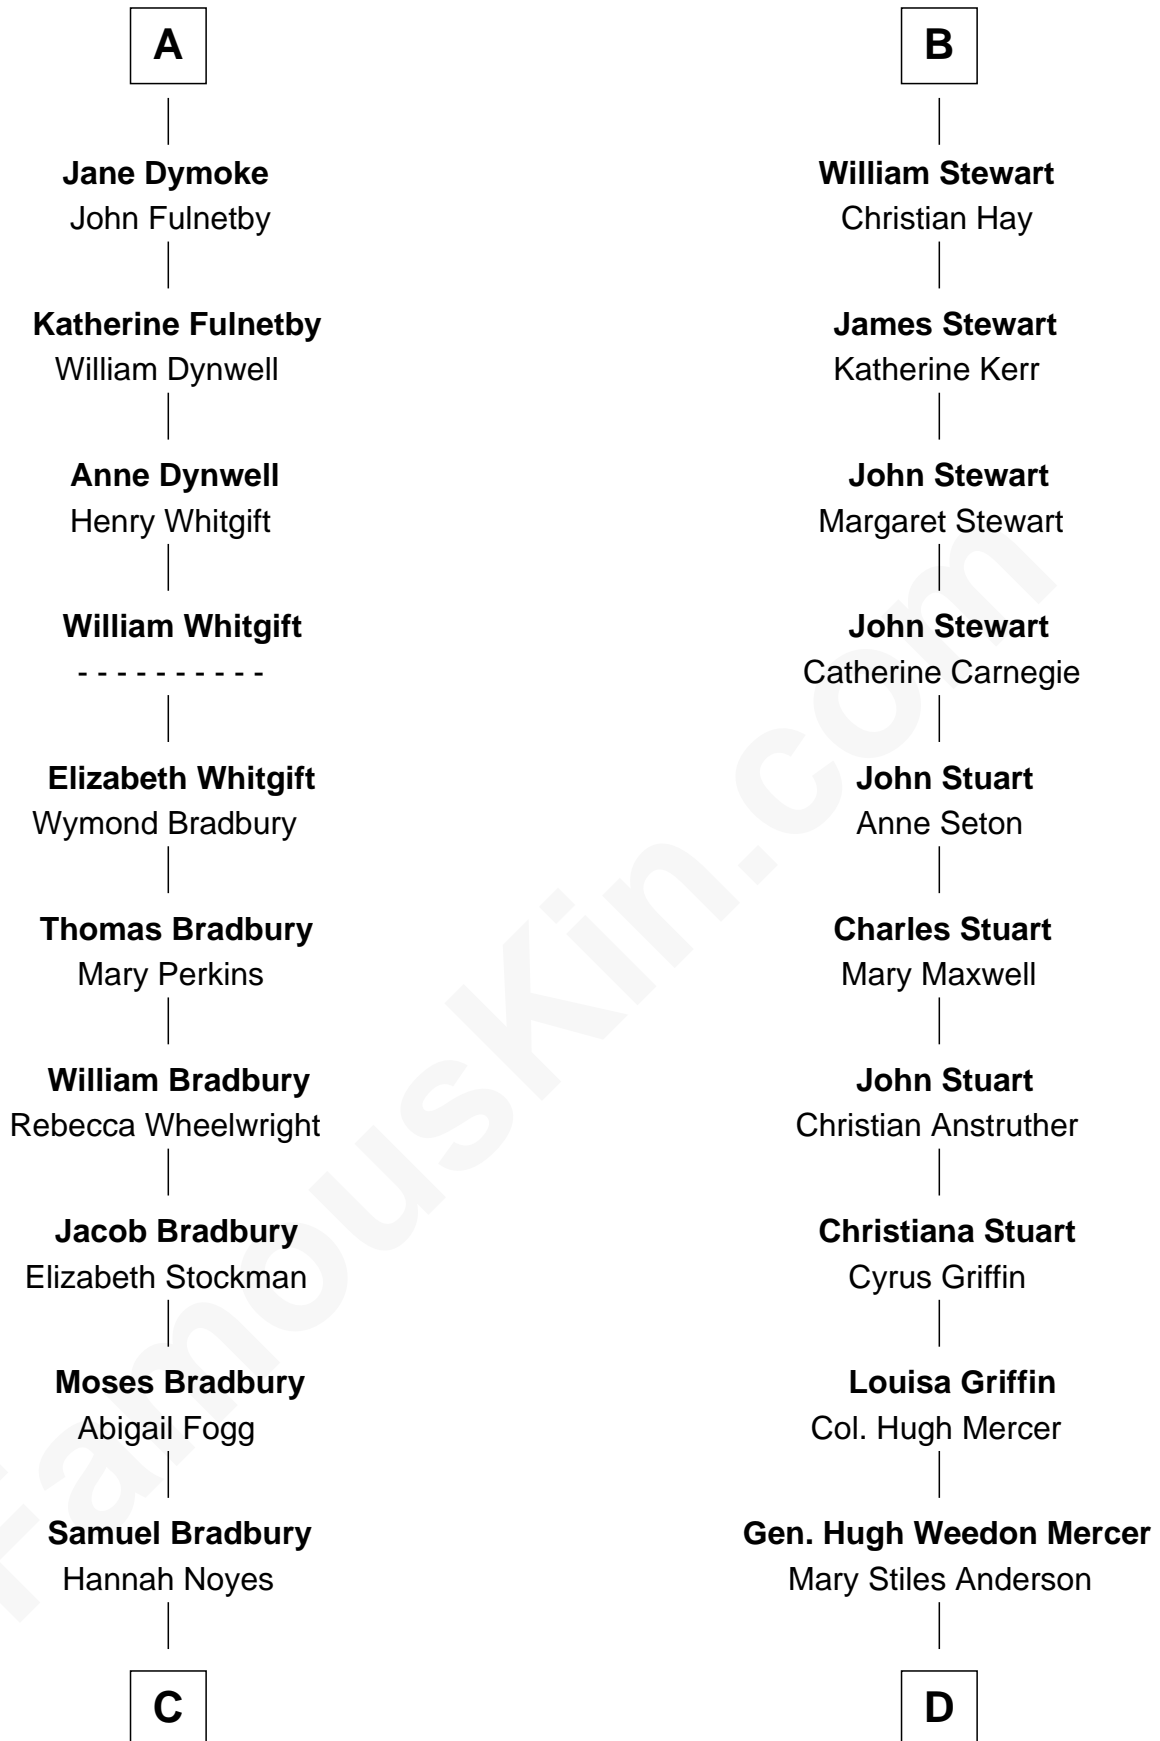 A
Jane Dymoke
John Fulnetby
Katherine Fulnetby
William Dynwell
Anne Dynwell
Henry Whitgift
William Whitgift
- - - - - - - - - -
Elizabeth Whitgift
Wymond Bradbury
Thomas Bradbury
Mary Perkins
William Bradbury
Rebecca Wheelwright
Jacob Bradbury
Elizabeth Stockman
Moses Bradbury
Abigail Fogg
Samuel Bradbury
Hannah Noyes
C
B
William Stewart
Christian Hay
James Stewart
Katherine Kerr
John Stewart
Margaret Stewart
John Stewart
Catherine Carnegie
John Stuart
Anne Seton
Charles Stuart
Mary Maxwell
John Stuart
Christian Anstruther
Christiana Stuart
Cyrus Griffin
Louisa Griffin
Col. Hugh Mercer
Gen. Hugh Weedon Mercer
Mary Stiles Anderson
D
FamousKin.com